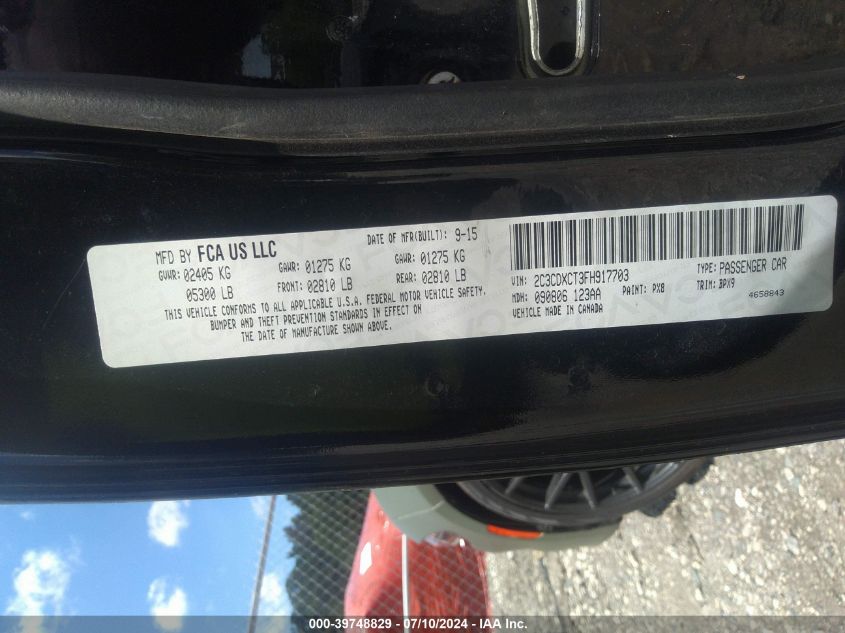 MFD BY FCA US LLC
DATE OF MFR(BUILT): 9-15
GVWR: 02405 KG GAWR: 01275 KG GAWR: 01275 KG
05300 LB FRONT: 02810 LB REAR: 02810 LB
THIS VEHICLE CONFORMS TO ALL APPLICABLE U.S.A. FEDERAL MOTOR VEHICLE SAFETY,
BUMPER AND THEFT PREVENTION STANDARDS IN EFFECT ON
THE DATE OF MANUFACTURE SHOWN ABOVE.
VIN: 2C3CDXCT3FH917703 TYPE: PASSENGER CAR
MDH: 090806 123AA PAINT: PX8 TRIM: BPX9
VEHICLE MADE IN CANADA 4658843
000-39748829 - 07/10/2024 - IAA Inc.